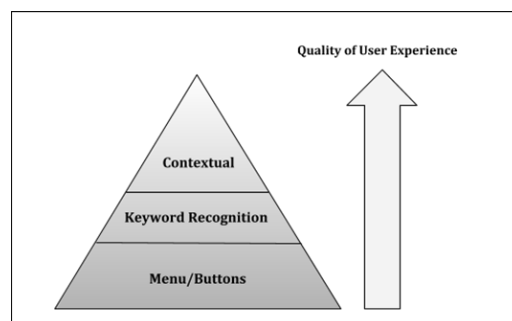 Quality of User Experience
Contextual
Keyword Recognition
Menu/Buttons